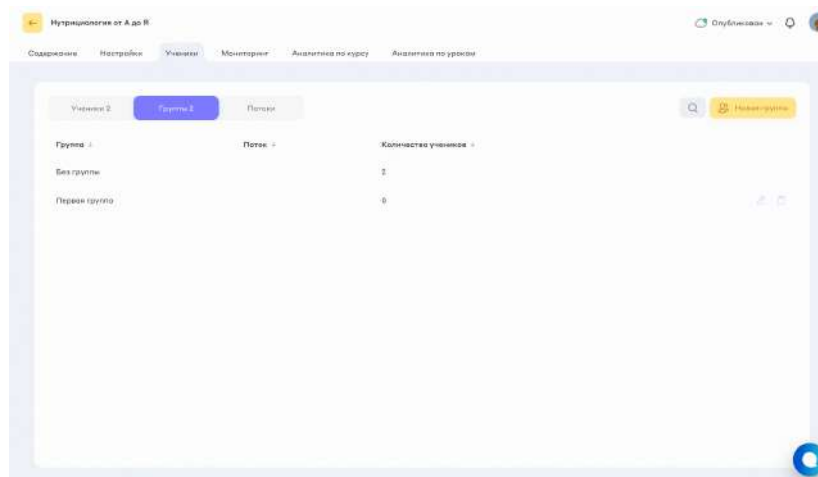 Нутрициология от А до Я
Опубликован
Содержание Настройки Ученики Мониторинг Аналитика по курсу Аналитика по урокам
Ученики 2 Группы 2 Потоки Новая группа
Группа Поток Количество учеников
Без группы 2
Первая группа 0